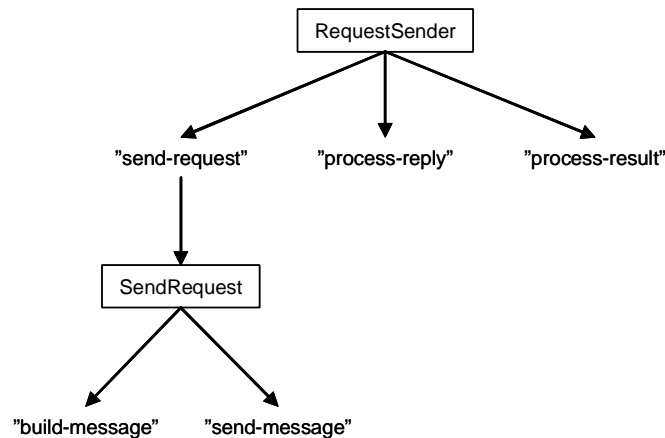 RequestSender
”send-request”
”process-reply”
”process-result”
SendRequest
”build-message”
”send-message”